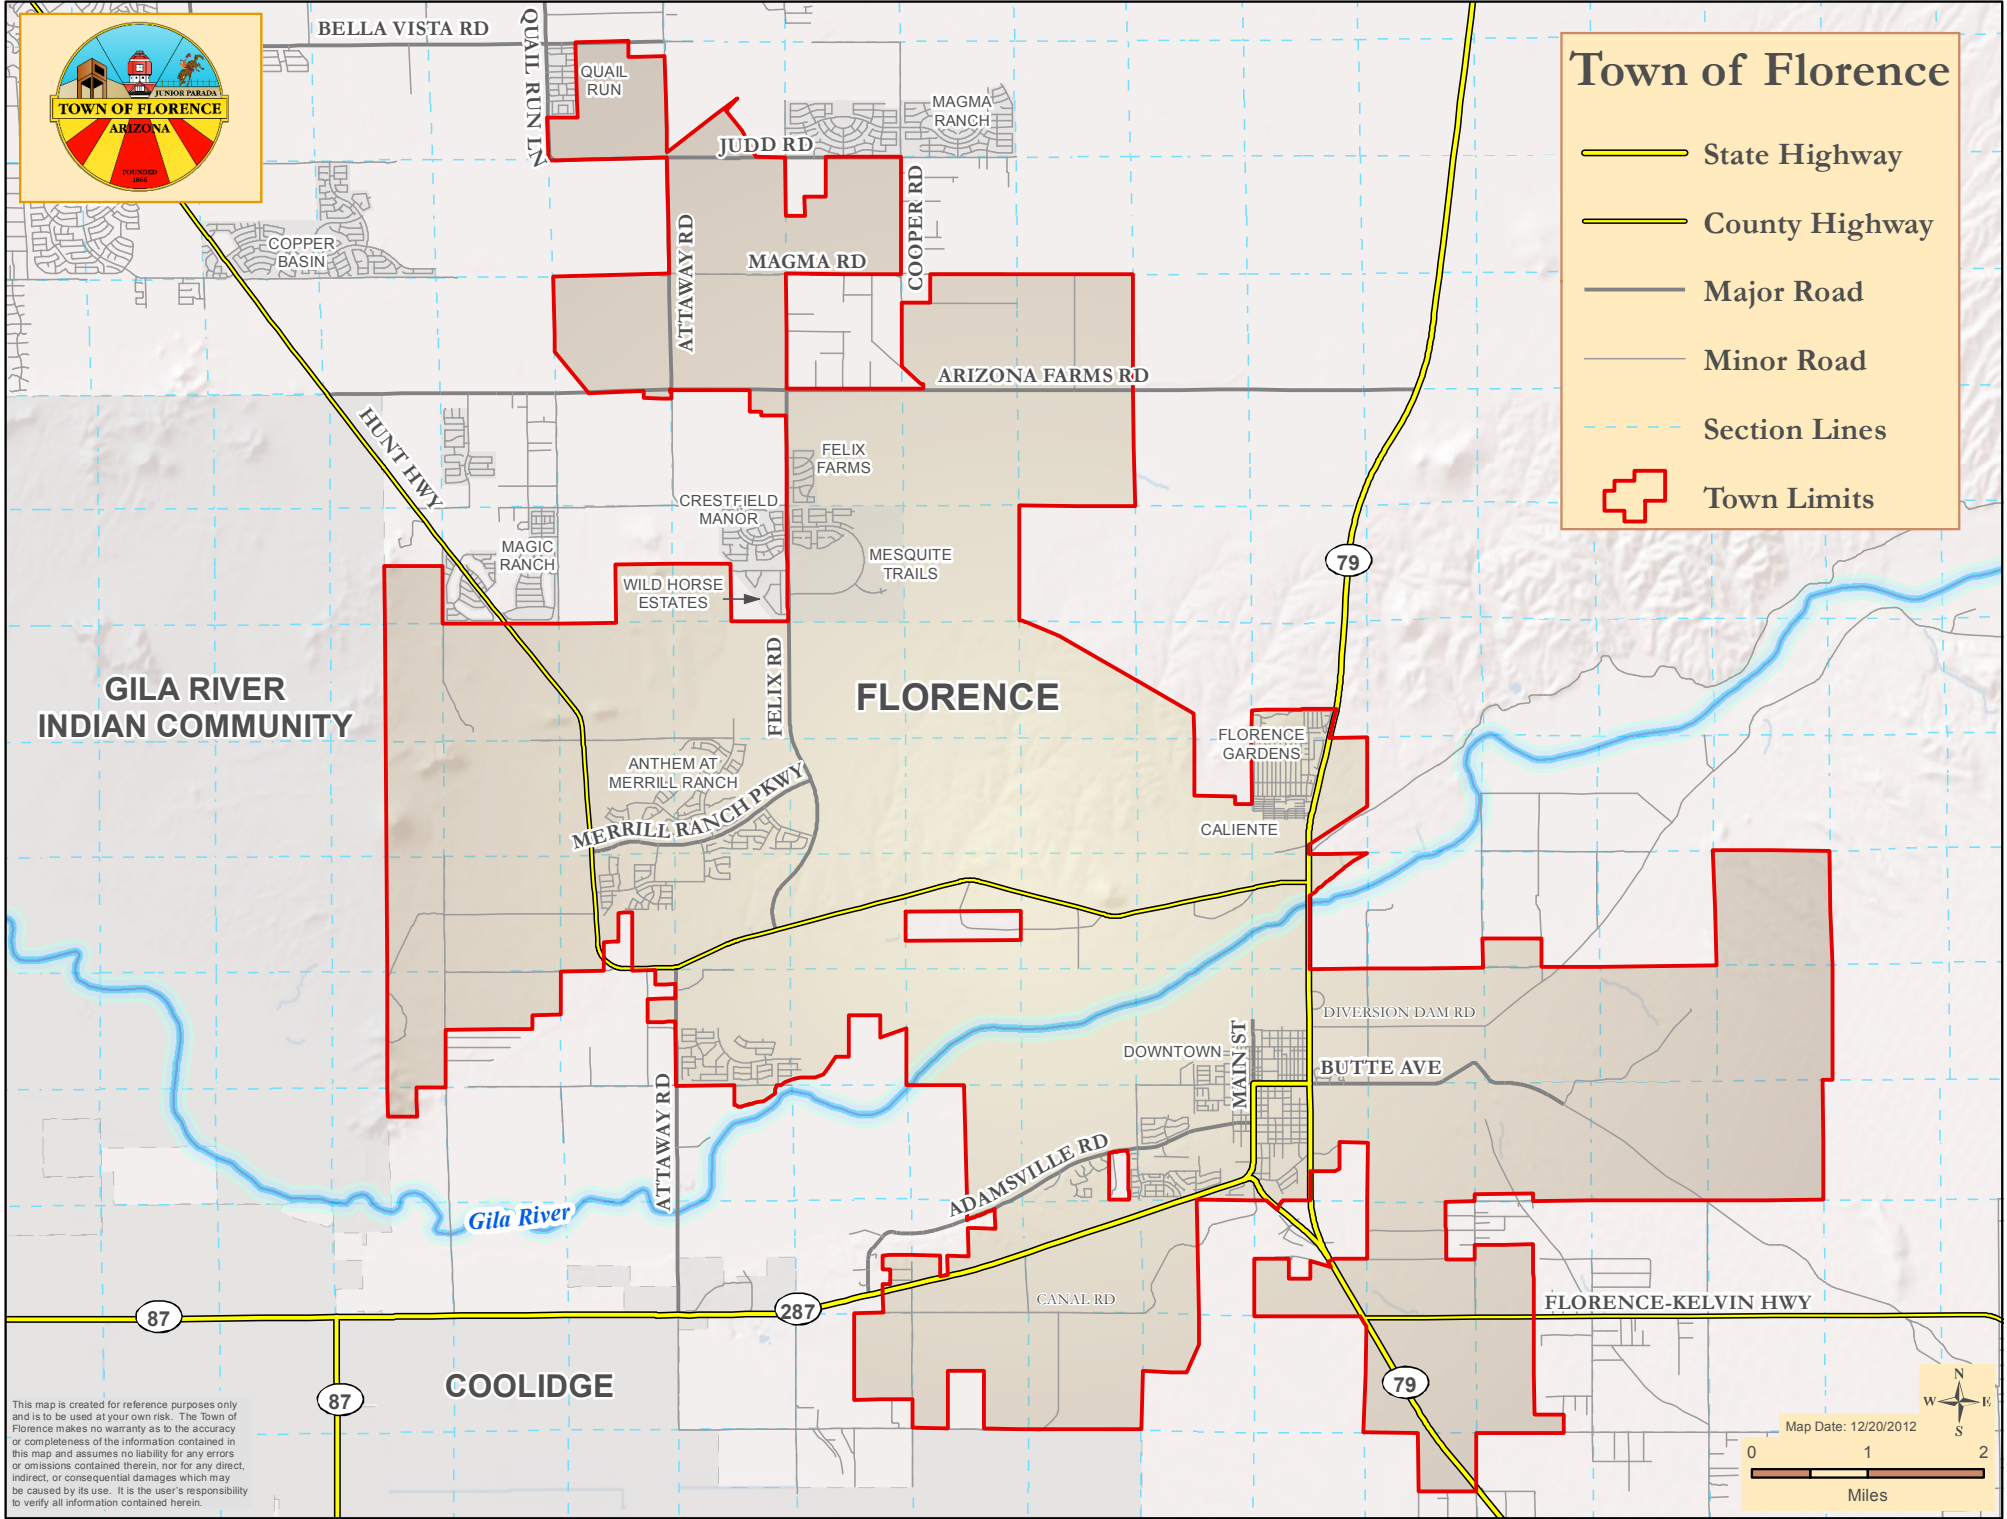 BELLA VISTA RD
QUAIL RUN LN
QUAIL
RUN
MAGMA
RANCH
JUNIOR PARADA
TOWN OF FLORENCE
ARIZONA
FOUNDED
1866
Town of Florence
State Highway
County Highway
Major Road
Minor Road
Section Lines
Town Limits
JUDD RD
COOPER RD
ATTAWAY RD
MAGMA RD
COPPER
BASIN
ARIZONA FARMS RD
HUNT HWY
FELIX
FARMS
CRESTFIELD
MANOR
MAGIC
RANCH
MESQUITE
TRAILS
WILD HORSE
ESTATES
79
GILA RIVER
INDIAN COMMUNITY
FELIX RD
FLORENCE
FLORENCE
GARDENS
ANTHEM AT
MERRILL RANCH
MERRILL RANCH PKWY
CALIENTE
DIVERSION DAM RD
DOWNTOWN
MAIN ST
BUTTE AVE
ATTAWAY RD
ADAMSVILLE RD
Gila River
CANAL RD
FLORENCE-KELVIN HWY
87
287
87
COOLIDGE
79
This map is created for reference purposes only
and is to be used at your own risk. The Town of
Florence makes no warranty as to the accuracy
or completeness of the information contained in
this map and assumes no liability for any errors
or omissions contained therein, nor for any direct,
indirect, or consequential damages which may
be caused by its use. It is the user's responsibility
to verify all information contained herein.
N
W E
S
Map Date: 12/20/2012
0 1 2
Miles